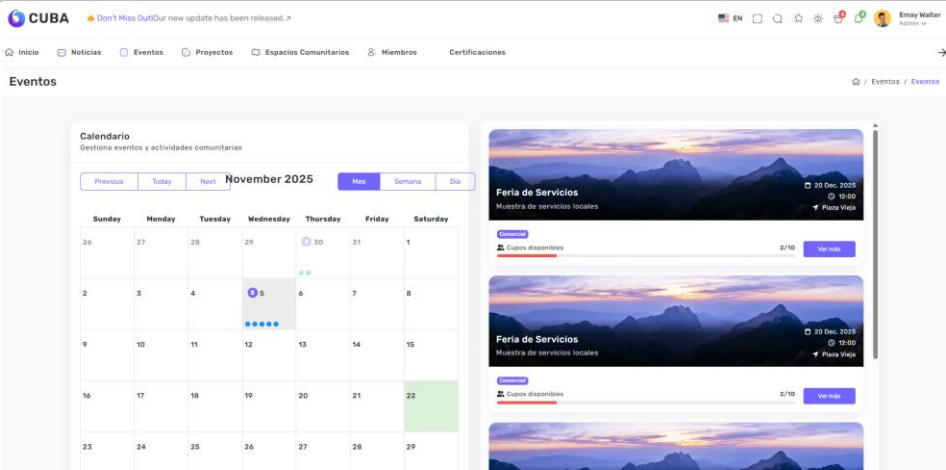 CUBA
Don't Miss Out!Our new update has been released.
EN
Emay Walter
Admin
Inicio
Noticias
Eventos
Proyectos
Espacios Comunitarios
Miembros
Certificaciones
Eventos
/ Eventos / Eventos
Calendario
Gestiona eventos y actividades comunitarias
Previous Today Next
November 2025
Mes Semana Día
Sunday Monday Tuesday Wednesday Thursday Friday Saturday
26 27 28 29 30 31 1
2 3 4 5 6 7 8
9 10 11 12 13 14 15
16 17 18 19 20 21 22
23 24 25 26 27 28 29
Feria de Servicios
Muestra de servicios locales
20 Dec, 2025
12:00
Plaza Vieja
Comercial
Cupos disponibles
2/10
Ver más
Feria de Servicios
Muestra de servicios locales
20 Dec, 2025
12:00
Plaza Vieja
Comercial
Cupos disponibles
2/10
Ver más